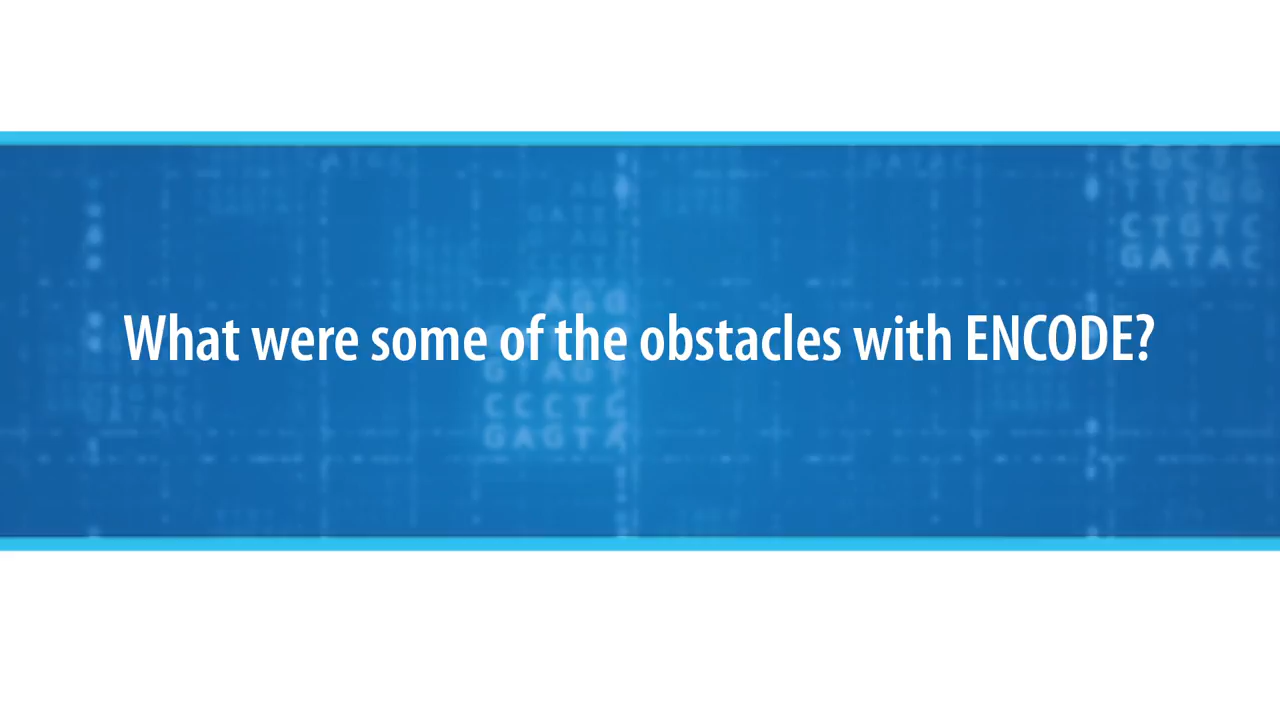 What were some of the obstacles with ENCODE?
C G C T C
T T T G G
C T G T C
G A T A C
T A G G
G T A G T
C C C T C
G A G T A